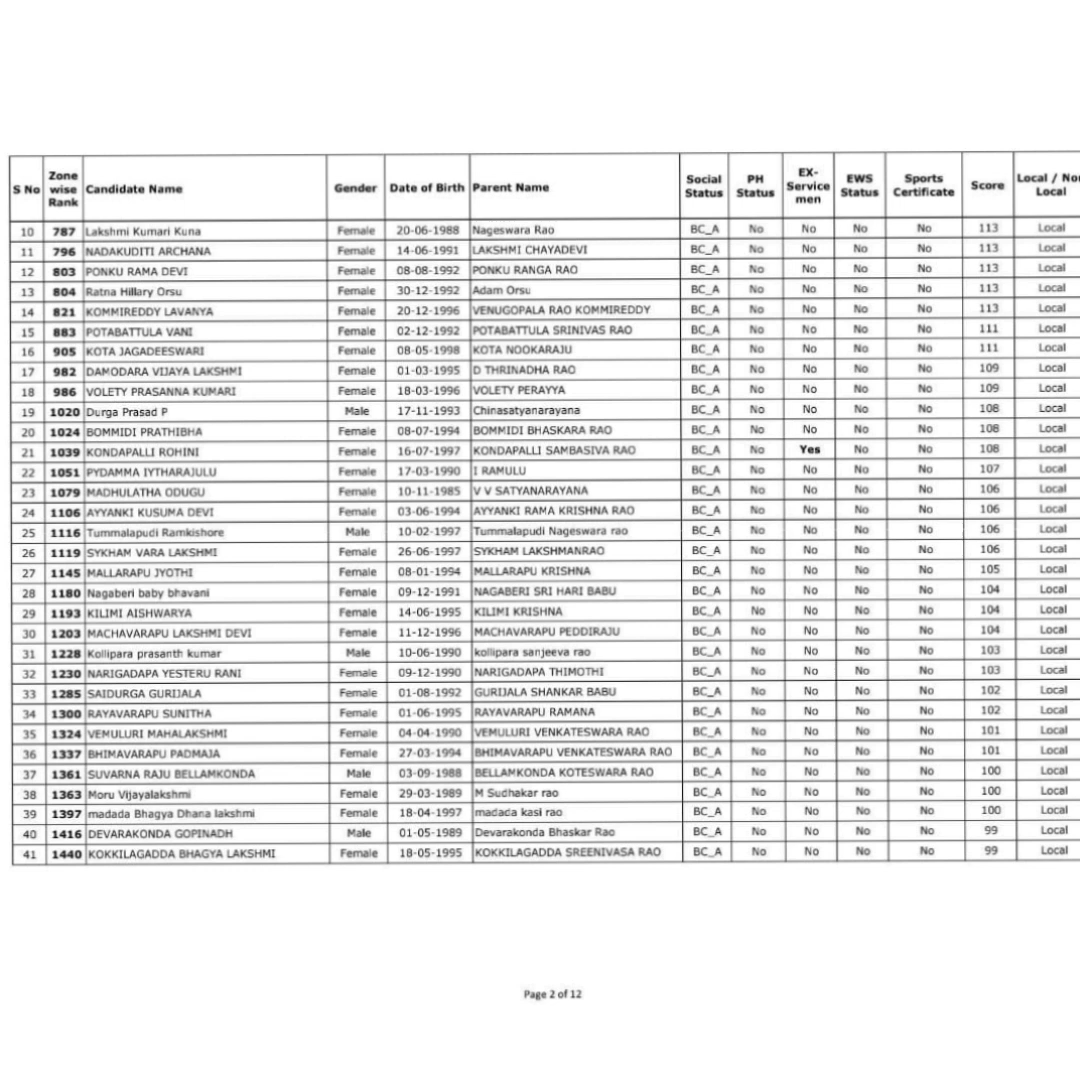 S No Zone wise Rank Candidate Name Gender Date of Birth Parent Name Social Status PH Status EX-Service men EWS Status Sports Certificate Score Local / Non Local
10 787 Lakshmi Kumari Kuna Female 20-06-1988 Nageswara Rao BC_A No No No No 113 Local
11 796 NADAKUDITI ARCHANA Female 14-06-1991 LAKSHMI CHAYADEVI BC_A No No No No 113 Local
12 803 PONKU RAMA DEVI Female 08-08-1992 PONKU RANGA RAO BC_A No No No No 113 Local
13 804 Ratna Hillary Orsu Female 30-12-1992 Adam Orsu BC_A No No No No 113 Local
14 821 KOMMIREDDY LAVANYA Female 20-12-1996 VENUGOPALA RAO KOMMIREDDY BC_A No No No No 113 Local
15 883 POTABATTULA VANI Female 02-12-1992 POTABATTULA SRINIVAS RAO BC_A No No No No 111 Local
16 905 KOTA JAGADEESWARI Female 08-05-1998 KOTA NOOKARAJU BC_A No No No No 111 Local
17 982 DAMODARA VIJAYA LAKSHMI Female 01-03-1995 D THRINADHA RAO BC_A No No No No 109 Local
18 986 VOLETY PRASANNA KUMARI Female 18-03-1996 VOLETY PERAYYA BC_A No No No No 109 Local
19 1020 Durga Prasad P Male 17-11-1993 Chinasatyanarayana BC_A No No No No 108 Local
20 1024 BOMMIDI PRATHIBHA Female 08-07-1994 BOMMIDI BHASKARA RAO BC_A No No No No 108 Local
21 1039 KONDAPALLI ROHINI Female 16-07-1997 KONDAPALLI SAMBASIVA RAO BC_A No Yes No No 108 Local
22 1051 PYDAMMA IYTHARAJULU Female 17-03-1990 I RAMULU BC_A No No No No 107 Local
23 1079 MADHULATHA ODUGU Female 10-11-1985 V V SATYANARAYANA BC_A No No No No 106 Local
24 1106 AYYANKI KUSUMA DEVI Female 03-06-1994 AYYANKI RAMA KRISHNA RAO BC_A No No No No 106 Local
25 1116 Tummalapudi Ramkishore Male 10-02-1997 Tummalapudi Nageswara rao BC_A No No No No 106 Local
26 1119 SYKHAM VARA LAKSHMI Female 26-06-1997 SYKHAM LAKSHMANRAO BC_A No No No No 106 Local
27 1145 MALLARAPU JYOTHI Female 08-01-1994 MALLARAPU KRISHNA BC_A No No No No 105 Local
28 1180 Nagaberi baby bhavani Female 09-12-1991 NAGABERI SRI HARI BABU BC_A No No No No 104 Local
29 1193 KILIMI AISHWARYA Female 14-06-1995 KILIMI KRISHNA BC_A No No No No 104 Local
30 1203 MACHAVARAPU LAKSHMI DEVI Female 11-12-1996 MACHAVARAPU PEDDIRAJU BC_A No No No No 104 Local
31 1228 Kollipara prasanth kumar Male 10-06-1990 kollipara sanjeeva rao BC_A No No No No 103 Local
32 1230 NARIGADAPA YESTERU RANI Female 09-12-1990 NARIGADAPA THIMOTHI BC_A No No No No 103 Local
33 1285 SAIDURGA GURIJALA Female 01-08-1992 GURIJALA SHANKAR BABU BC_A No No No No 102 Local
34 1300 RAYAVARAPU SUNITHA Female 01-06-1995 RAYAVARAPU RAMANA BC_A No No No No 102 Local
35 1324 VEMULURI MAHALAKSHMI Female 04-04-1990 VEMULURI VENKATESWARA RAO BC_A No No No No 101 Local
36 1337 BHIMAVARAPU PADMAJA Female 27-03-1994 BHIMAVARAPU VENKATESWARA RAO BC_A No No No No 101 Local
37 1361 SUVARNA RAJU BELLAMKONDA Male 03-09-1988 BELLAMKONDA KOTESWARA RAO BC_A No No No No 100 Local
38 1363 Moru Vijayalakshmi Female 29-03-1989 M Sudhakar rao BC_A No No No No 100 Local
39 1397 madada Bhagya Dhana lakshmi Female 18-04-1997 madada kasi rao BC_A No No No No 100 Local
40 1416 DEVARAKONDA GOPINADH Male 01-05-1989 Devarakonda Bhaskar Rao BC_A No No No No 99 Local
41 1440 KOKKILAGADDA BHAGYA LAKSHMI Female 18-05-1995 KOKKILAGADDA SREENIVASA RAO BC_A No No No No 99 Local
Page 2 of 12